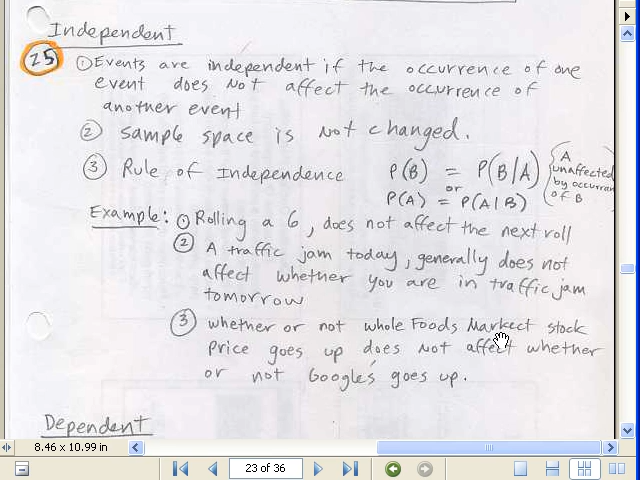 Independent
25 ① Events are independent if the occurrence of one
event does NOT affect the occurrence of
another event
② Sample space is Not changed.
③ Rule of Independence P(B) = P(B/A) { A
or unaffected
P(A) = P(A|B) by occurran
of B
Example: ① Rolling a 6, does not affect the next roll
② A traffic jam today, generally does not
affect whether you are in traffic jam
tomorrow
③ whether or not whole Foods Market stock
price goes up does Not affect whether
or not Google's goes up.
Dependent
8.46 x 10.99 in
23 of 36